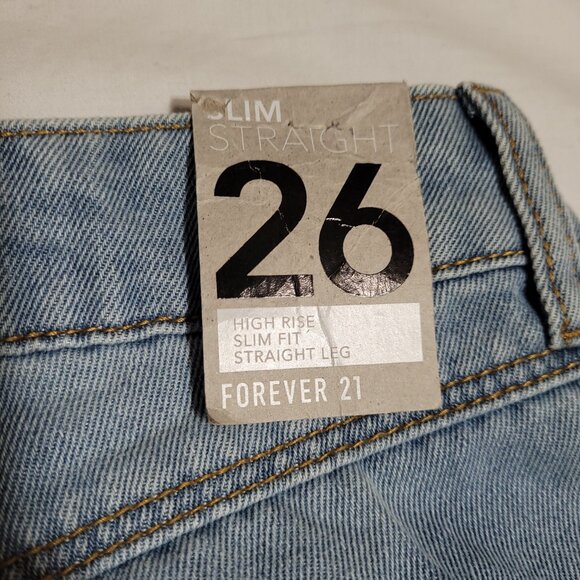 SLIM
STRAIGHT
26
HIGH RISE
SLIM FIT
STRAIGHT LEG
FOREVER 21